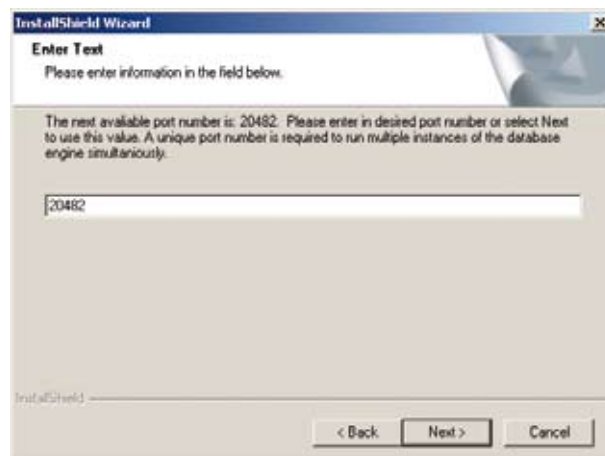 InstallShield Wizard
Enter Text
Please enter information in the field below.
The next available port number is: 20482. Please enter in desired port number or select Next
to use this value. A unique port number is required to run multiple instances of the database
engine simultaniously.
20482
InstallShield
< Back
Next >
Cancel